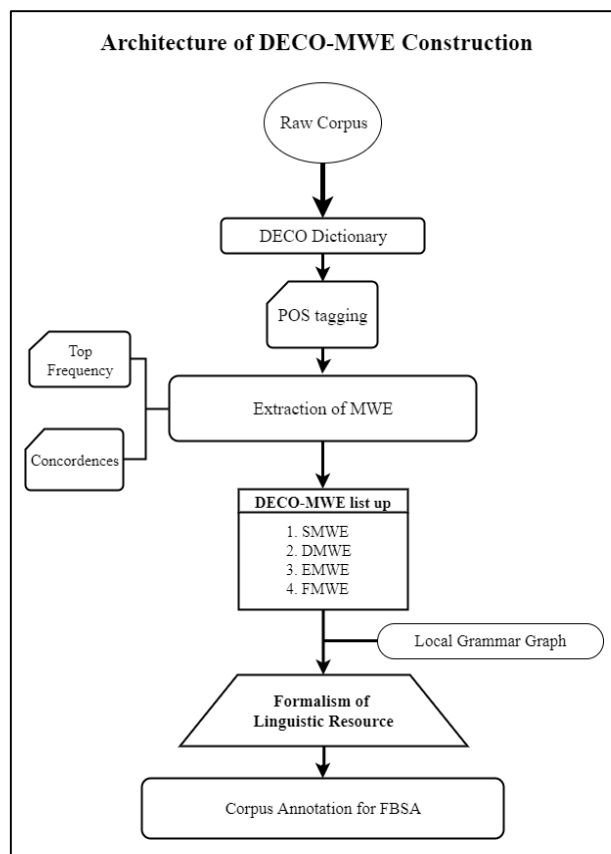 Architecture of DECO-MWE Construction
Raw Corpus
DECO Dictionary
POS tagging
Top
Frequency
Extraction of MWE
Concordences
DECO-MWE list up
1. SMWE
2. DMWE
3. EMWE
4. FMWE
Local Grammar Graph
Formalism of
Linguistic Resource
Corpus Annotation for FBSA